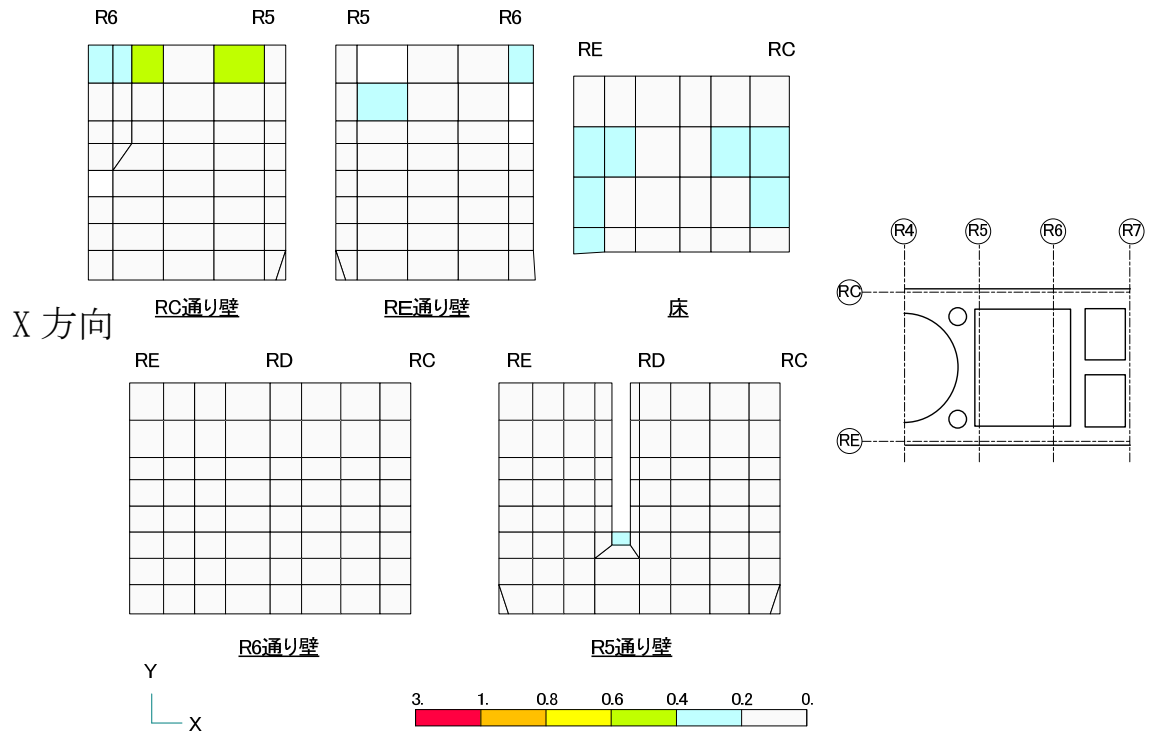 R6 R5
R5 R6
RE RC
RC通り壁
RE通り壁
床
X 方向
RE RD RC
RE RD RC
R6通り壁
R5通り壁
R4 R5 R6 R7
RC
RE
Y
X
3. 1. 0.8 0.6 0.4 0.2 0.